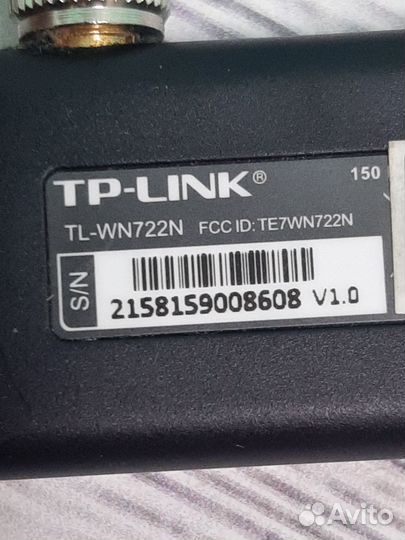 TP-LINK® 150
TL-WN722N FCC ID: TE7WN722N
S/N
2158159008608 V1.0
Avito